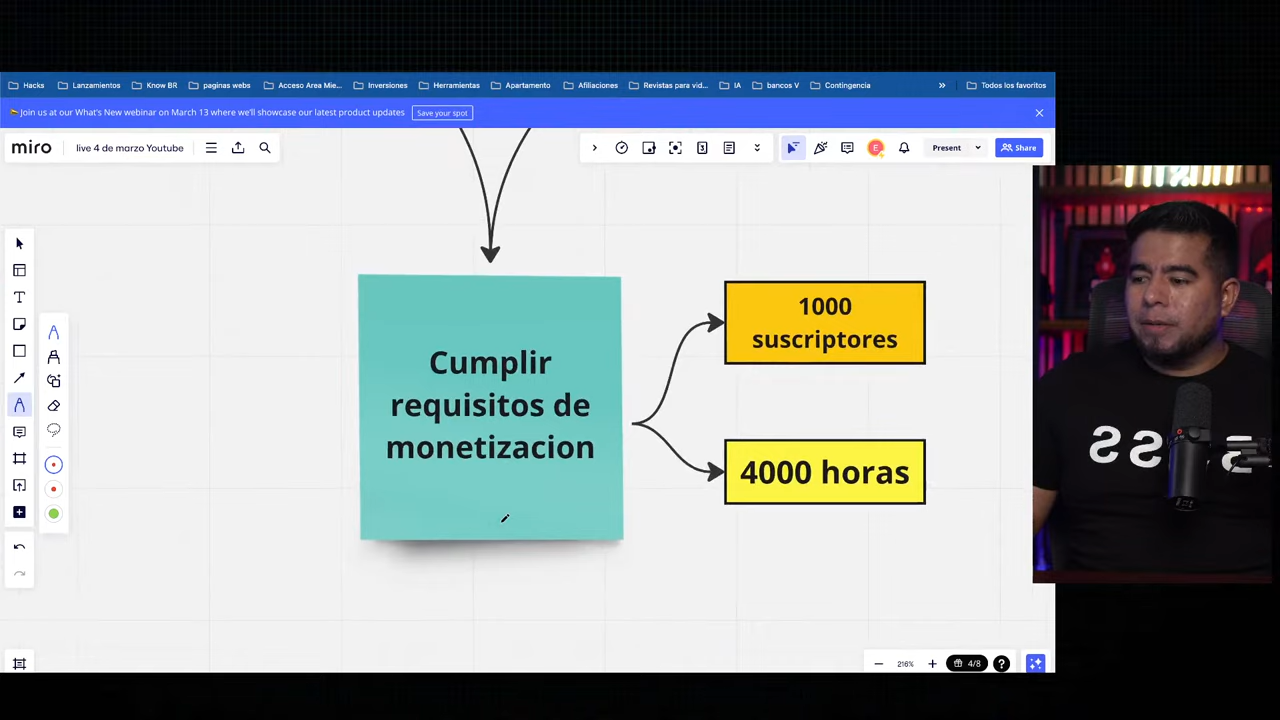 Hacks
Lanzamientos
Know BR
paginas webs
Acceso Area Mie...
Inversiones
Herramientas
Apartamento
Afiliaciones
Revistas para vid...
IA
bancos V
Contingencia
Todos los favoritos
Join us at our What's New webinar on March 13 where we'll showcase our latest product updates
Save your spot
miro
live 4 de marzo Youtube
E
Present
Share
Cumplir
requisitos de
monetizacion
1000
suscriptores
4000 horas
216%
4/8